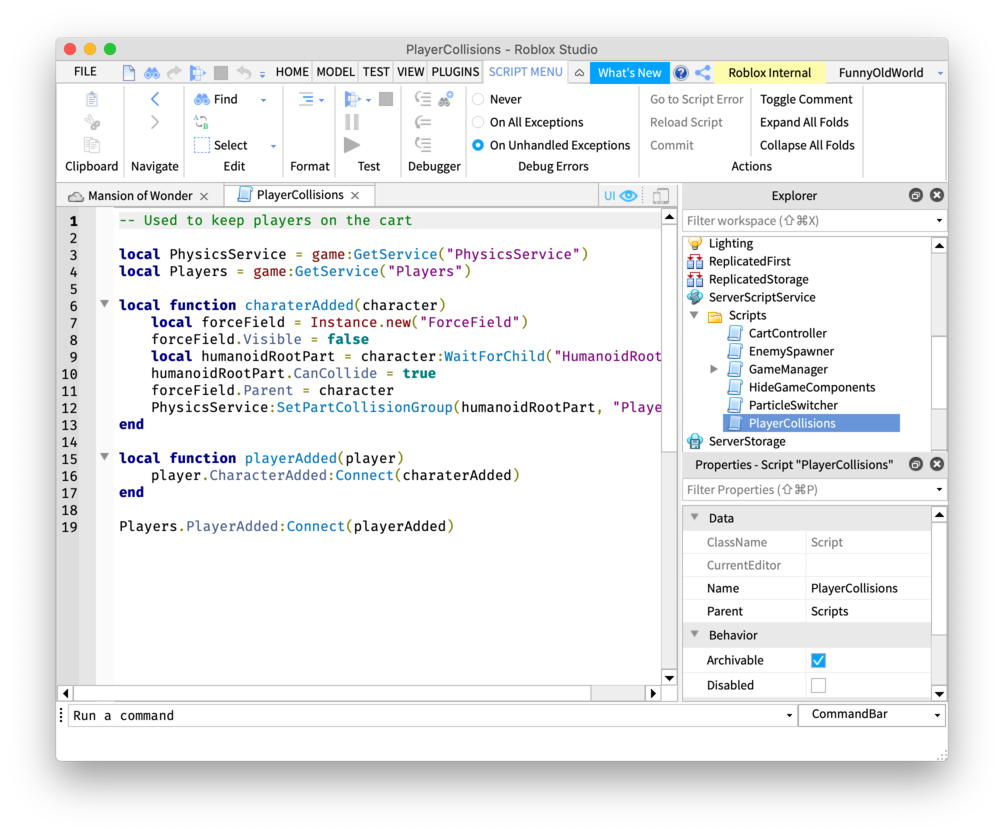 PlayerCollisions - Roblox Studio
FILE HOME MODEL TEST VIEW PLUGINS SCRIPT MENU What's New Roblox Internal FunnyOldWorld
Find Never Go to Script Error Toggle Comment
On All Exceptions Reload Script Expand All Folds
Select On Unhandled Exceptions Commit Collapse All Folds
Clipboard Navigate Edit Format Test Debugger Debug Errors Actions
Mansion of Wonder PlayerCollisions UI
1 -- Used to keep players on the cart
2
3 local PhysicsService = game:GetService("PhysicsService")
4 local Players = game:GetService("Players")
5
6 local function charaterAdded(character)
7 local forceField = Instance.new("ForceField")
8 forceField.Visible = false
9 local humanoidRootPart = character:WaitForChild("HumanoidRoot
10 humanoidRootPart.CanCollide = true
11 forceField.Parent = character
12 PhysicsService:SetPartCollisionGroup(humanoidRootPart, "Playe
13 end
14
15 local function playerAdded(player)
16 player.CharacterAdded:Connect(charaterAdded)
17 end
18
19 Players.PlayerAdded:Connect(playerAdded)
Explorer
Filter workspace (⇧⌘X)
Lighting
ReplicatedFirst
ReplicatedStorage
ServerScriptService
Scripts
CartController
EnemySpawner
GameManager
HideGameComponents
ParticleSwitcher
PlayerCollisions
ServerStorage
Properties - Script "PlayerCollisions"
Filter Properties (⇧⌘P)
Data
ClassName Script
CurrentEditor
Name PlayerCollisions
Parent Scripts
Behavior
Archivable
Disabled
Run a command CommandBar